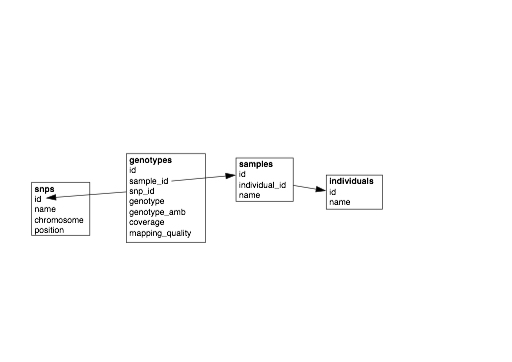 snps
id
name
chromosome
position
genotypes
id
sample_id
snp_id
genotype
genotype_amb
coverage
mapping_quality
samples
id
individual_id
name
individuals
id
name